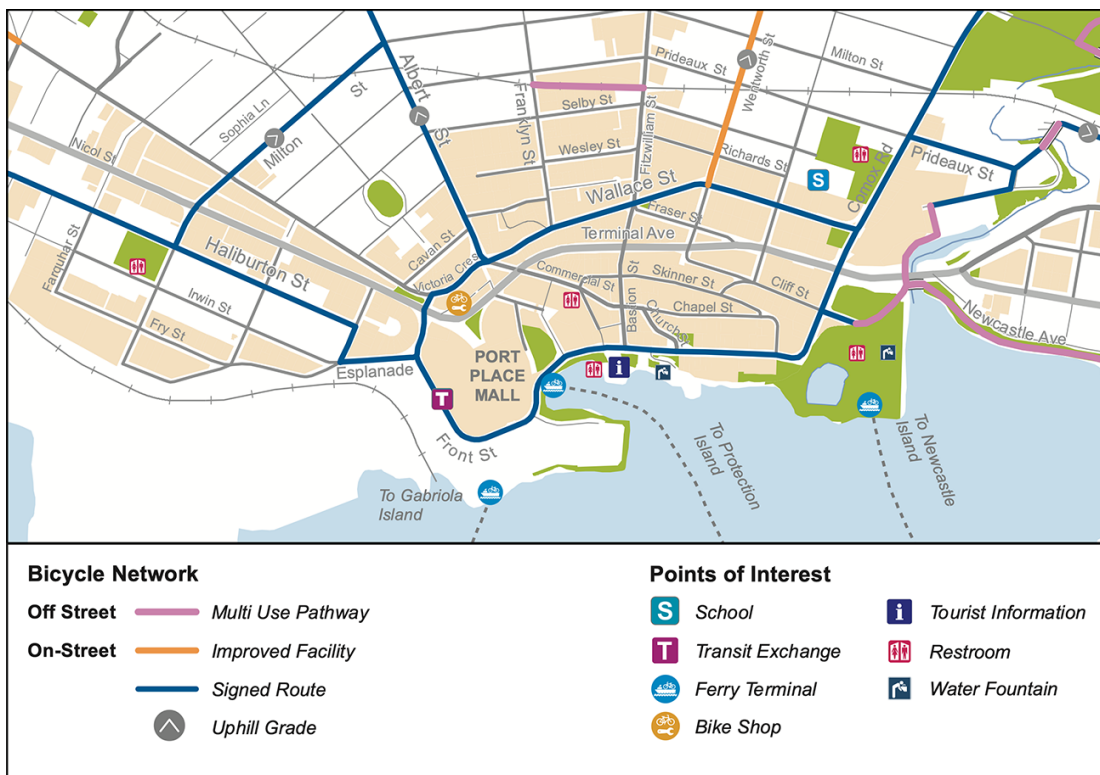 Prideaux St
Milton St
Wentworth St
Albert
St
St
Milton
Sophia Ln
Franklyn St
Selby St
Fitzwilliam St
Wesley St
Richards St
S
Comox Rd
Prideaux St
Nicol St
Wallace St
Fraser St
Terminal Ave
Cavan St
Victoria Cres
Farquhar St
Haliburton St
Commercial St
Bastion St
Skinner St
Cliff St
Irwin St
Chapel St
Church St
Newcastle Ave
Fry St
Esplanade
PORT
PLACE
MALL
i
T
Front St
To Gabriola
Island
To Protection
Island
To Newcastle
Island
Bicycle Network
Off Street Multi Use Pathway
On-Street Improved Facility
Signed Route
Uphill Grade
Points of Interest
S School
i Tourist Information
T Transit Exchange
Restroom
Ferry Terminal
Water Fountain
Bike Shop